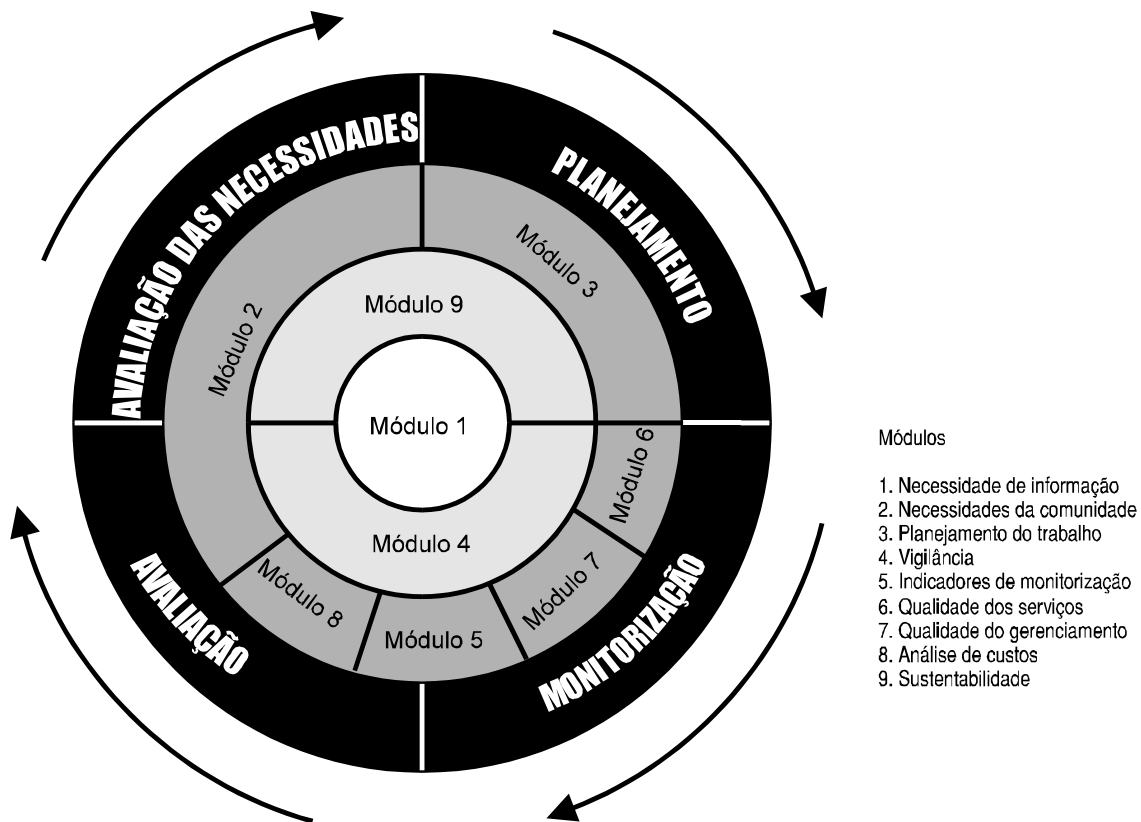 AVALIAÇÃO DAS NECESSIDADES
PLANEJAMENTO
Módulo 3
Módulo 2
Módulo 9
Módulo 1
Módulo 6
Módulo 4
Módulo 7
Módulo 8
Módulo 5
AVALIAÇÃO
MONITORIZAÇÃO
Módulos
1. Necessidade de informação
2. Necessidades da comunidade
3. Planejamento do trabalho
4. Vigilância
5. Indicadores de monitorização
6. Qualidade dos serviços
7. Qualidade do gerenciamento
8. Análise de custos
9. Sustentabilidade